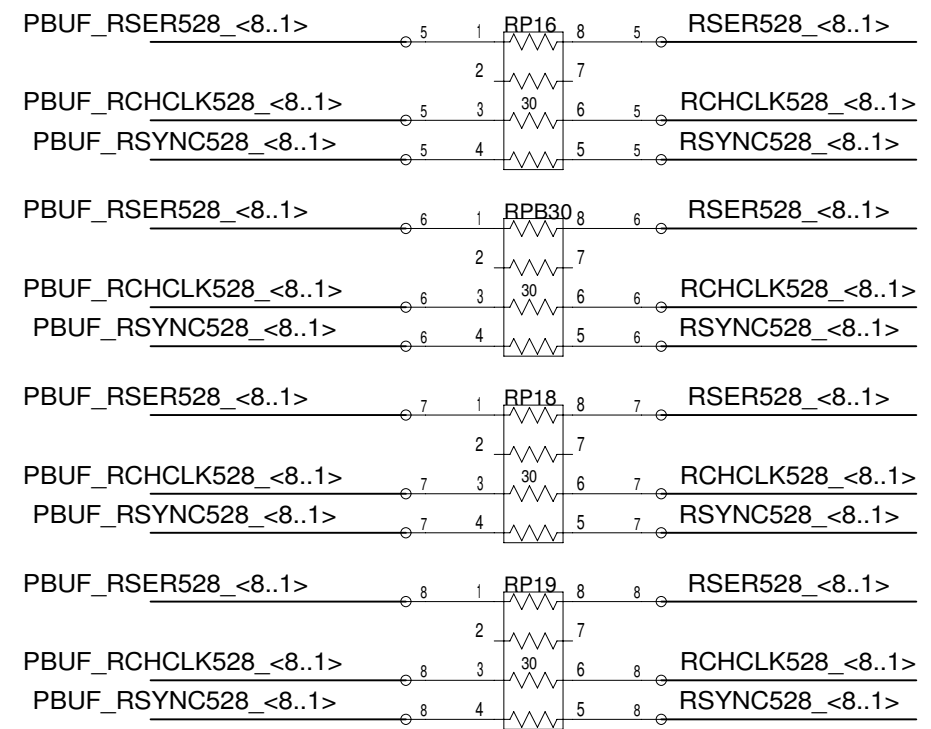 PBUF_RSER528_<8..1> 5 1 RP16 8 5 RSER528_<8..1>
2 7
PBUF_RCHCLK528_<8..1> 5 3 30 6 5 RCHCLK528_<8..1>
PBUF_RSYNC528_<8..1> 5 4 5 5 RSYNC528_<8..1>
PBUF_RSER528_<8..1> 6 1 RPB30 8 6 RSER528_<8..1>
2 7
PBUF_RCHCLK528_<8..1> 6 3 30 6 6 RCHCLK528_<8..1>
PBUF_RSYNC528_<8..1> 6 4 5 6 RSYNC528_<8..1>
PBUF_RSER528_<8..1> 7 1 RP18 8 7 RSER528_<8..1>
2 7
PBUF_RCHCLK528_<8..1> 7 3 30 6 7 RCHCLK528_<8..1>
PBUF_RSYNC528_<8..1> 7 4 5 7 RSYNC528_<8..1>
PBUF_RSER528_<8..1> 8 1 RP19 8 8 RSER528_<8..1>
2 7
PBUF_RCHCLK528_<8..1> 8 3 30 6 8 RCHCLK528_<8..1>
PBUF_RSYNC528_<8..1> 8 4 5 8 RSYNC528_<8..1>